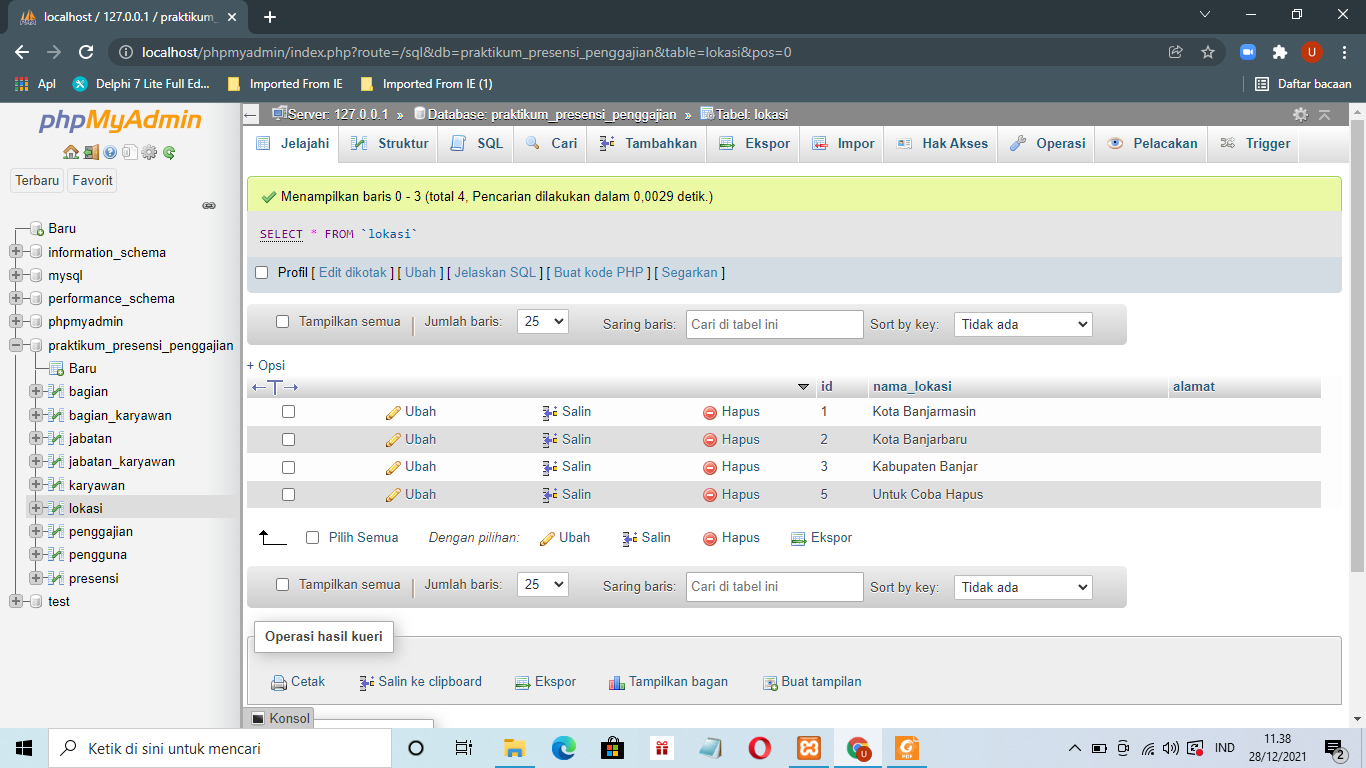 localhost / 127.0.0.1 / praktikum_
localhost/phpmyadmin/index.php?route=/sql&db=praktikum_presensi_penggajian&table=lokasi&pos=0
U
Apl Delphi 7 Lite Full Ed... Imported From IE Imported From IE (1) Daftar bacaan
phpMyAdmin
Terbaru Favorit
Baru
information_schema
mysql
performance_schema
phpmyadmin
praktikum_presensi_penggajian
Baru
bagian
bagian_karyawan
jabatan
jabatan_karyawan
karyawan
lokasi
penggajian
pengguna
presensi
test
Server: 127.0.0.1 » Database: praktikum_presensi_penggajian » Tabel: lokasi
Jelajahi Struktur SQL Cari Tambahkan Ekspor Impor Hak Akses Operasi Pelacakan Trigger
Menampilkan baris 0 - 3 (total 4, Pencarian dilakukan dalam 0,0029 detik.)
SELECT * FROM `lokasi`
Profil [ Edit dikotak ] [ Ubah ] [ Jelaskan SQL ] [ Buat kode PHP ] [ Segarkan ]
Tampilkan semua | Jumlah baris: 25 Saring baris: Cari di tabel ini Sort by key: Tidak ada
+ Opsi
←T→ id nama_lokasi alamat
Ubah Salin Hapus 1 Kota Banjarmasin
Ubah Salin Hapus 2 Kota Banjarbaru
Ubah Salin Hapus 3 Kabupaten Banjar
Ubah Salin Hapus 5 Untuk Coba Hapus
Pilih Semua Dengan pilihan: Ubah Salin Hapus Ekspor
Tampilkan semua | Jumlah baris: 25 Saring baris: Cari di tabel ini Sort by key: Tidak ada
Operasi hasil kueri
Cetak Salin ke clipboard Ekspor Tampilkan bagan Buat tampilan
Konsol
Ketik di sini untuk mencari
U
PDF
IND
11.38
28/12/2021
2